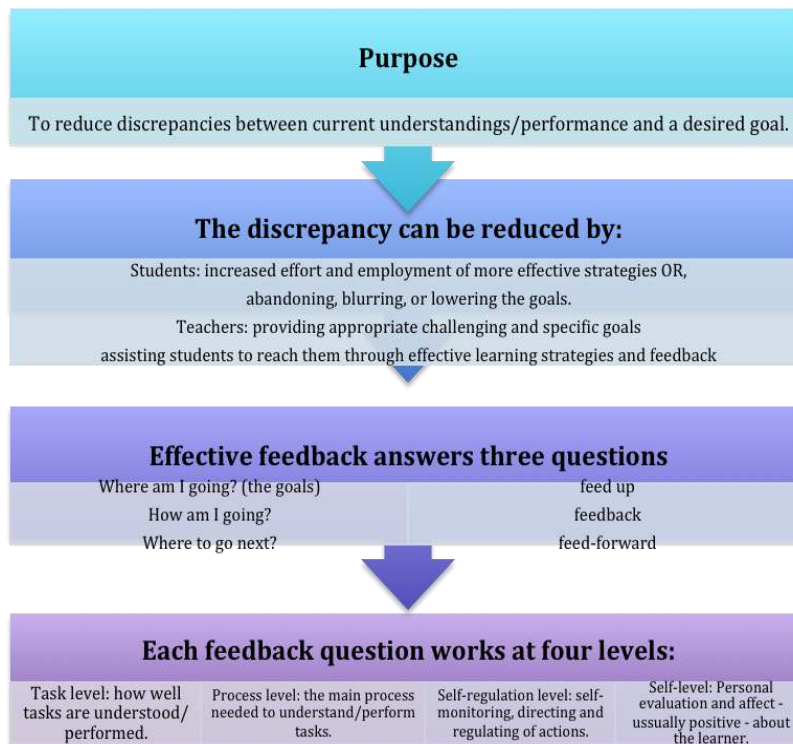 Purpose
To reduce discrepancies between current understandings/performance and a desired goal.
The discrepancy can be reduced by:
Students: increased effort and employment of more effective strategies OR,
abandoning, blurring, or lowering the goals.
Teachers: providing appropriate challenging and specific goals
assisting students to reach them through effective learning strategies and feedback
Effective feedback answers three questions
Where am I going? (the goals)
How am I going?
Where to go next?
feed up
feedback
feed-forward
Each feedback question works at four levels:
Task level: how well
tasks are understood/
performed.
Process level: the main process
needed to understand/perform
tasks.
Self-regulation level: self-
monitoring, directing and
regulating of actions.
Self-level: Personal
evaluation and affect -
ussually positive - about
the learner.